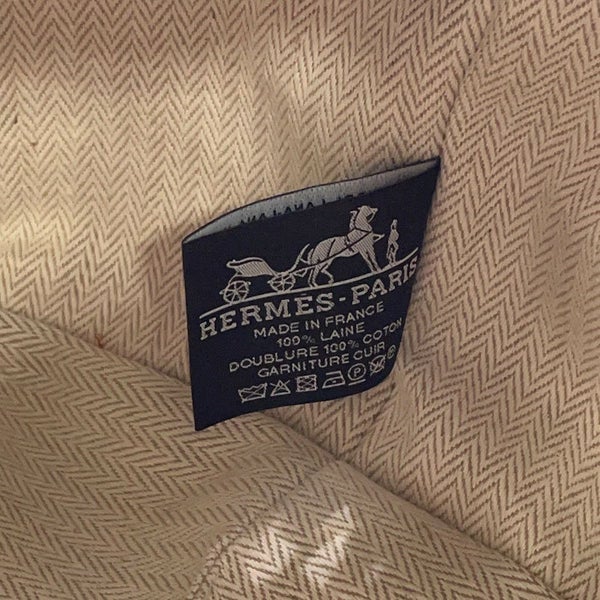 HERMES-PARIS
MADE IN FRANCE
100% LAINE
DOUBLURE 100% COTON
GARNITURE CUIR